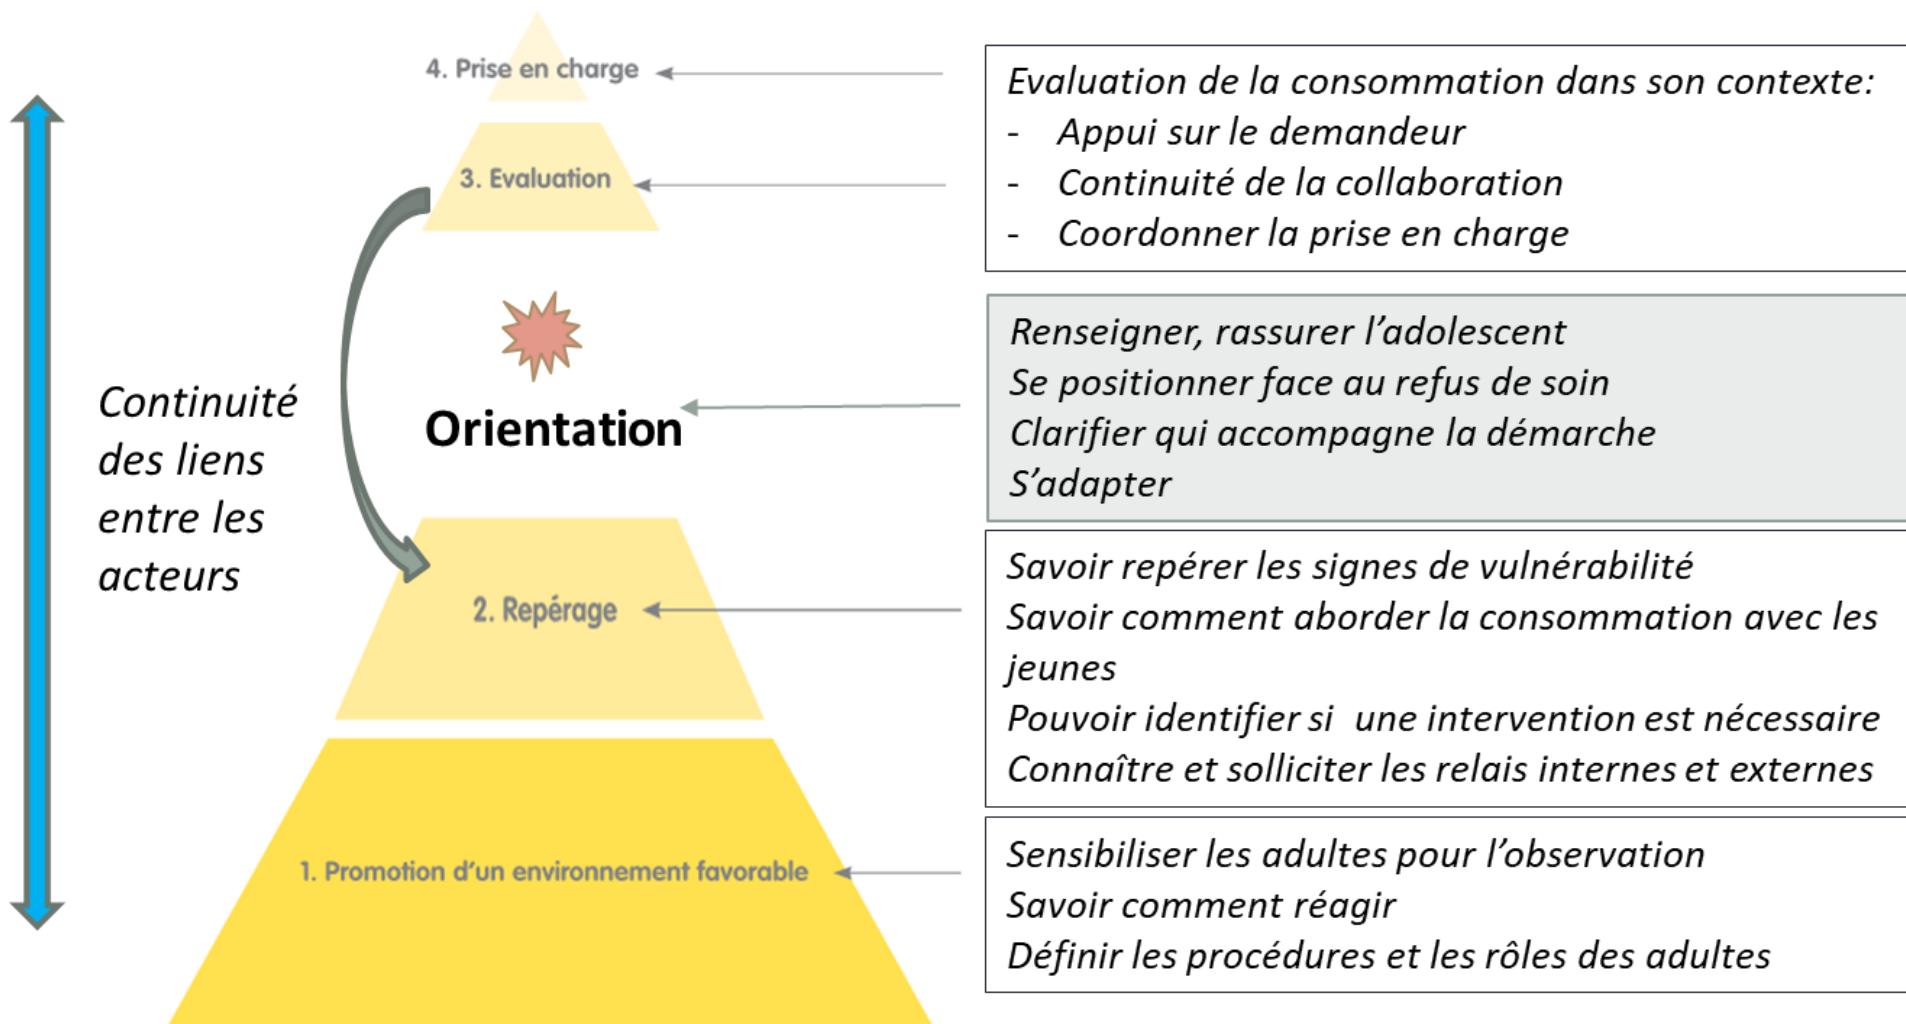 4. Prise en charge
3. Evaluation
Orientation
2. Repérage
1. Promotion d'un environnement favorable
Continuité
des liens
entre les
acteurs
Evaluation de la consommation dans son contexte:
- Appui sur le demandeur
- Continuité de la collaboration
- Coordonner la prise en charge
Renseigner, rassurer l'adolescent
Se positionner face au refus de soin
Clarifier qui accompagne la démarche
S'adapter
Savoir repérer les signes de vulnérabilité
Savoir comment aborder la consommation avec les
jeunes
Pouvoir identifier si une intervention est nécessaire
Connaître et solliciter les relais internes et externes
Sensibiliser les adultes pour l'observation
Savoir comment réagir
Définir les procédures et les rôles des adultes